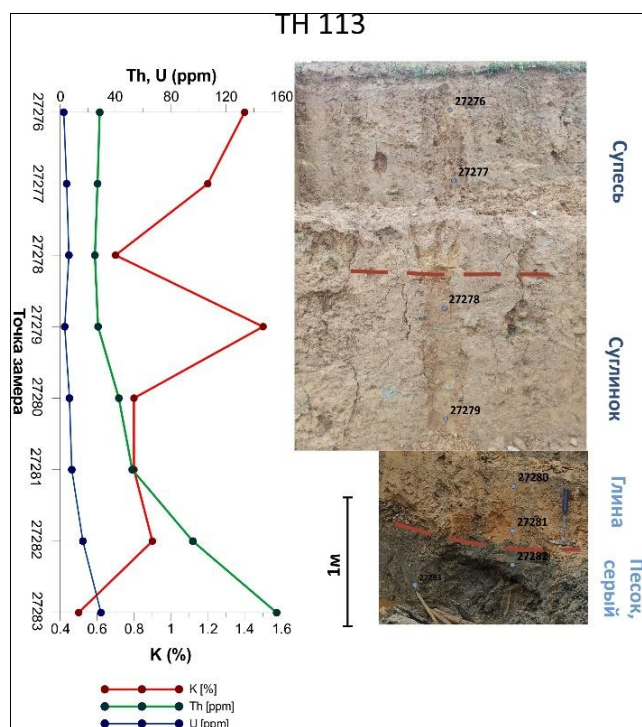 ТН 113
Th, U (ppm)
0 40 80 120 160
27276
27277
27278
27279
27280
27281
27282
27283
Точка замера
0.4 0.6 0.8 1 1.2 1.4 1.6
K (%)
K [%]
Th [ppm]
U [ppm]
27276
27277
27278
27279
27280
27281
27282
27283
1м
Супесь
Суглинок
Глина
Песок,
серый